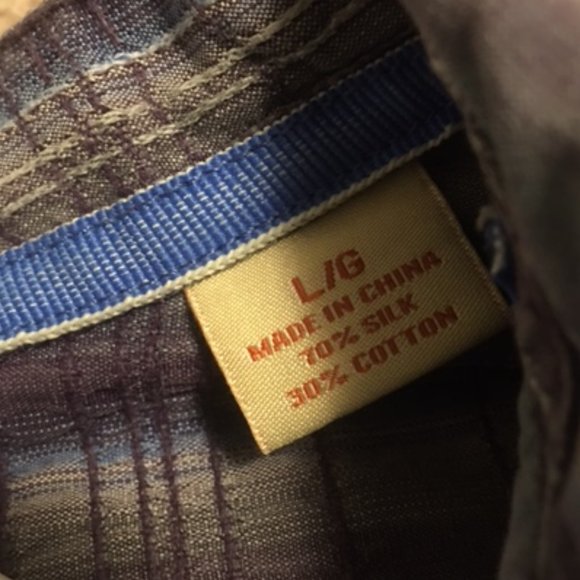 L/G
MADE IN CHINA
70% SILK
30% COTTON